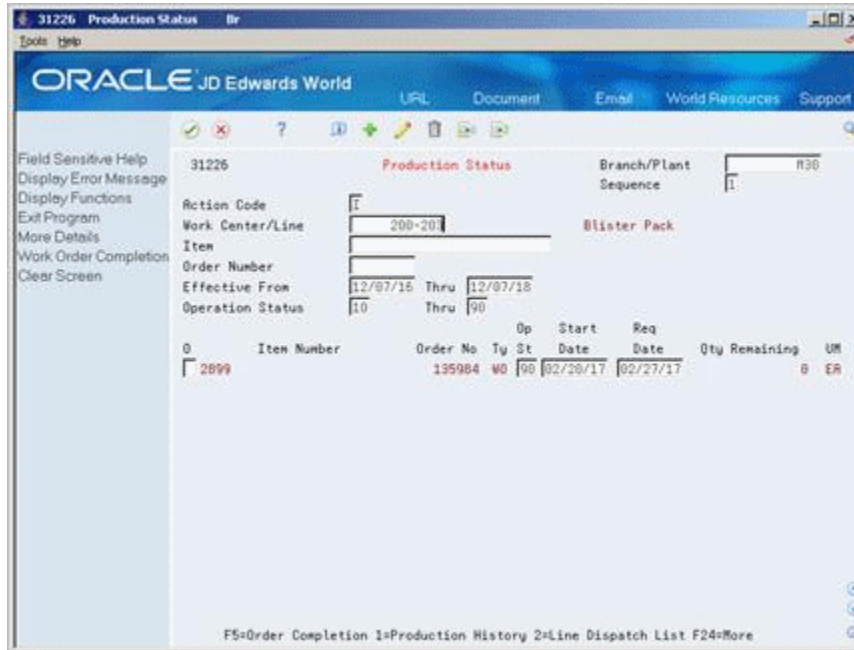 31226 Production Status Br
Tools Help
ORACLE JD Edwards World
URL Document Email World Resources Support
Field Sensitive Help
Display Error Message
Display Functions
Exit Program
More Details
Work Order Completion
Clear Screen
31226 Production Status Branch/Plant M30
Sequence 1
Action Code I
Work Center/Line 200-203 Blister Pack
Item
Order Number
Effective From 12/07/16 Thru 12/07/18
Operation Status 10 Thru 90
Op Start Req
O Item Number Order No Ty St Date Date Qty Remaining UM
2899 135984 WO 90 02/20/17 02/27/17 0 EA
F5=Order Completion 1=Production History 2=Line Dispatch List F24=More